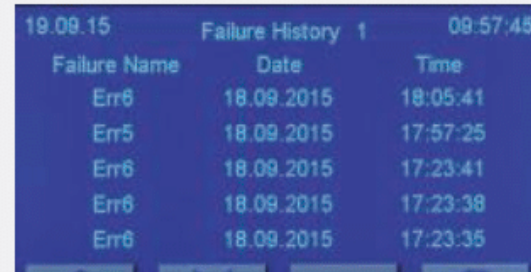 19.09.15 Failure History 1 09:57:45
Failure Name Date Time
Err6 18.09.2015 18:05:41
Err5 18.09.2015 17:57:25
Err6 18.09.2015 17:23:41
Err6 18.09.2015 17:23:38
Err6 18.09.2015 17:23:35